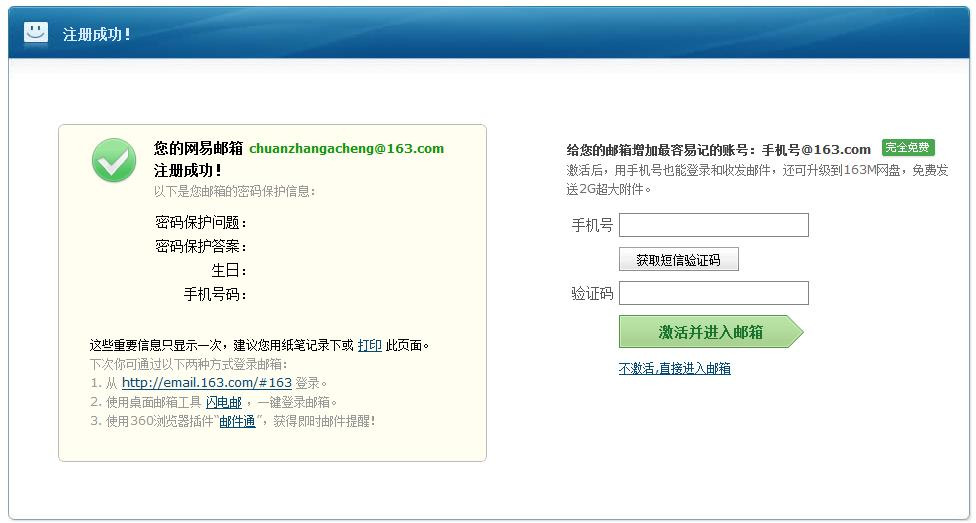 注册成功！
您的网易邮箱 chuanzhangacheng@163.com
注册成功！
以下是您邮箱的密码保护信息：
密码保护问题：
密码保护答案：
生日：
手机号码：
这些重要信息只显示一次，建议您用纸笔记录下或 打印 此页面。
下次你可通过以下两种方式登录邮箱：
1. 从 http://email.163.com/#163 登录。
2. 使用桌面邮箱工具 闪电邮 ，一键登录邮箱。
3. 使用360浏览器插件“邮件通”，获得即时邮件提醒！
给您的邮箱增加最容易记的账号：手机号@163.com 完全免费
激活后，用手机号也能登录和收发邮件，还可升级到163M网盘，免费发
送2G超大附件。
手机号
获取短信验证码
验证码
激活并进入邮箱
不激活,直接进入邮箱